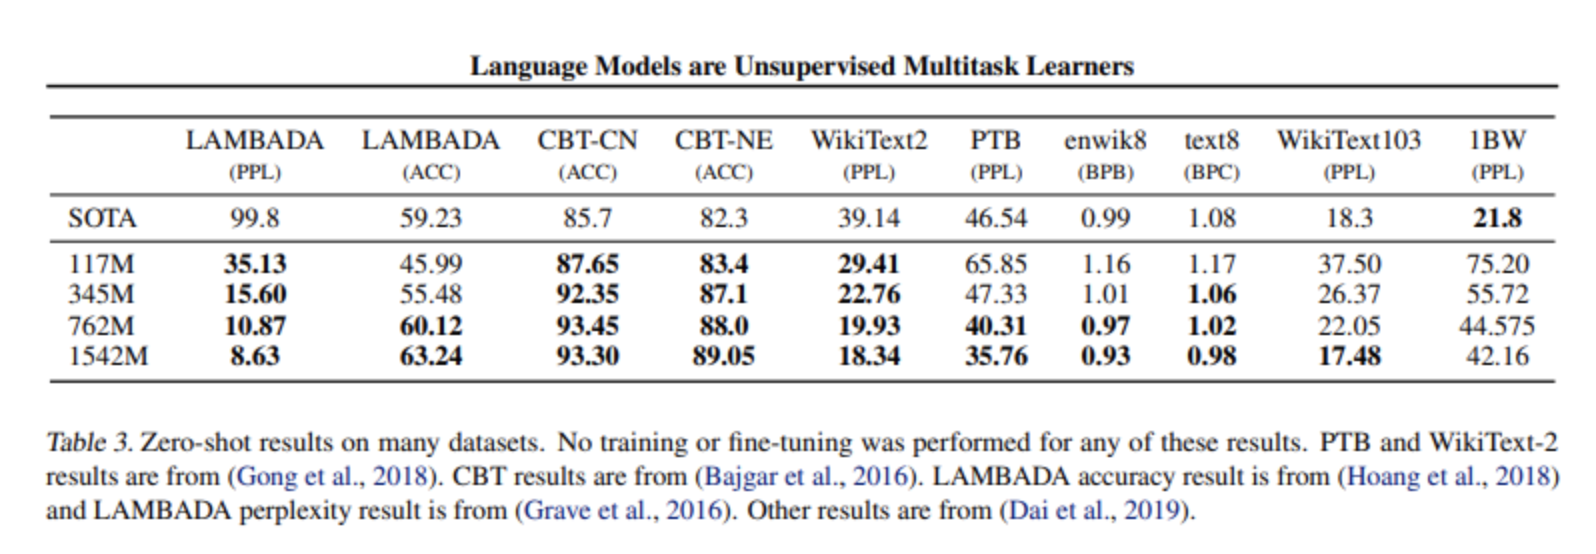 Language Models are Unsupervised Multitask Learners
LAMBADA LAMBADA CBT-CN CBT-NE WikiText2 PTB enwik8 text8 WikiText103 1BW
(PPL) (ACC) (ACC) (ACC) (PPL) (PPL) (BPB) (BPC) (PPL) (PPL)
SOTA 99.8 59.23 85.7 82.3 39.14 46.54 0.99 1.08 18.3 21.8
117M 35.13 45.99 87.65 83.4 29.41 65.85 1.16 1.17 37.50 75.20
345M 15.60 55.48 92.35 87.1 22.76 47.33 1.01 1.06 26.37 55.72
762M 10.87 60.12 93.45 88.0 19.93 40.31 0.97 1.02 22.05 44.575
1542M 8.63 63.24 93.30 89.05 18.34 35.76 0.93 0.98 17.48 42.16
Table 3. Zero-shot results on many datasets. No training or fine-tuning was performed for any of these results. PTB and WikiText-2
results are from (Gong et al., 2018). CBT results are from (Bajgar et al., 2016). LAMBADA accuracy result is from (Hoang et al., 2018)
and LAMBADA perplexity result is from (Grave et al., 2016). Other results are from (Dai et al., 2019).